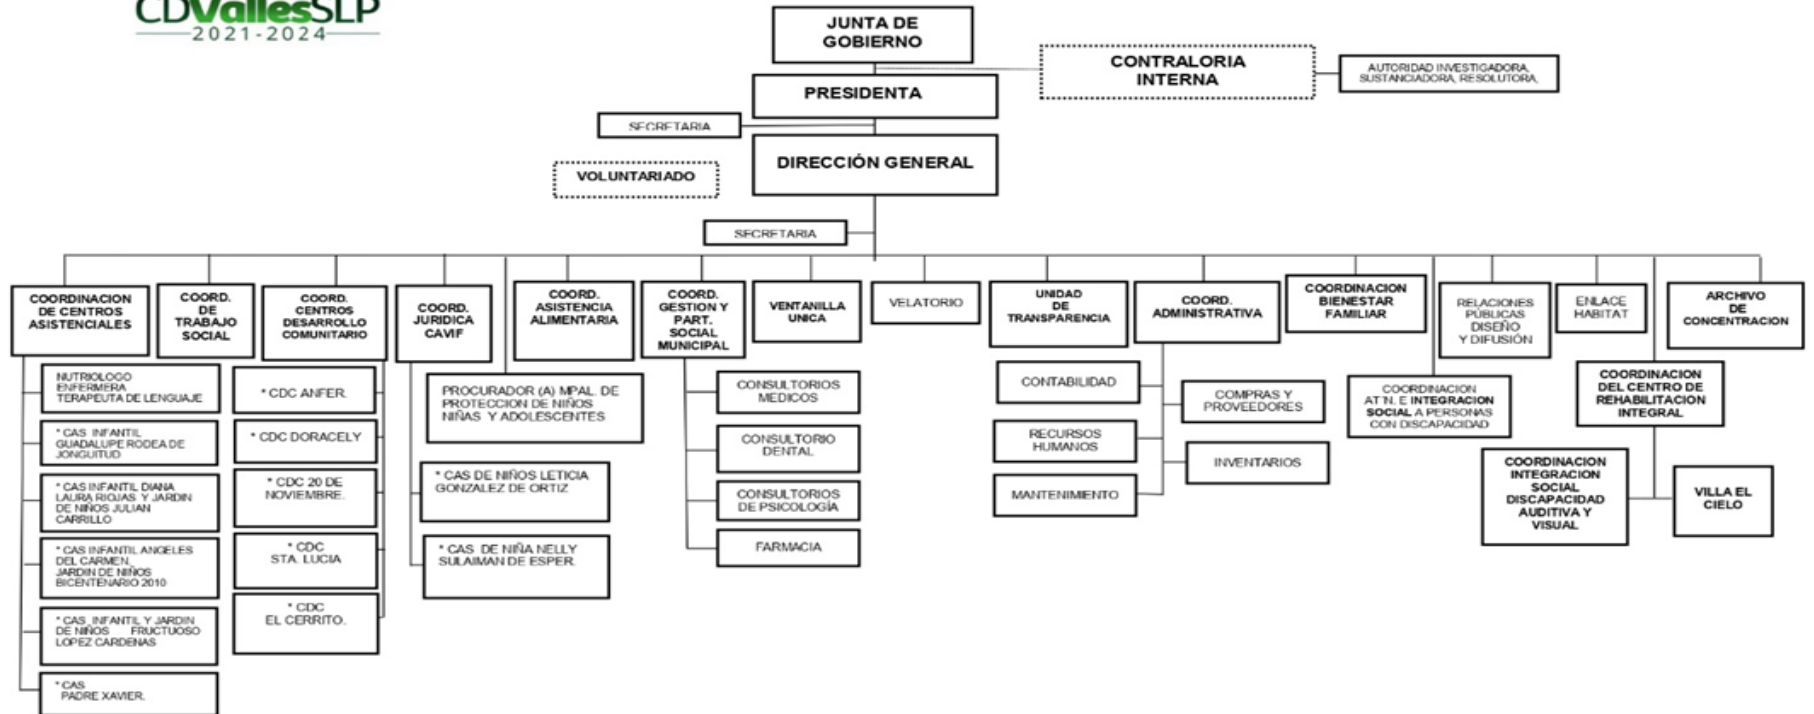 CDVallesSLP
2021-2024
JUNTA DE
GOBIERNO
CONTRALORIA
INTERNA
AUTORIDAD INVESTIGADORA,
SUSTANCIADORA, RESOLUTORA,
PRESIDENTA
SECRETARIA
DIRECCIÓN GENERAL
VOLUNTARIADO
SECRETARIA
COORDINACION
DE CENTROS
ASISTENCIALES
COORD.
DE
TRABAJO
SOCIAL
COORD.
CENTROS
DESARROLLO
COMUNITARIO
COORD.
JURIDICA
CAVIF
COORD.
ASISTENCIA
ALIMENTARIA
COORD.
GESTION Y
PART.
SOCIAL
MUNICIPAL
VENTANILLA
UNICA
VELATORIO
UNIDAD
DE
TRANSPARENCIA
COORD.
ADMINISTRATIVA
COORDINACION
BIENESTAR
FAMILIAR
RELACIONES
PÚBLICAS
DISEÑO
Y DIFUSIÓN
ENLACE
HABITAT
ARCHIVO
DE
CONCENTRACION
NUTRIOLOGO
ENFERMERA
TERAPEUTA DE LENGUAJE
* CAS INFANTIL
GUADALUPE RODEA DE
JONGUITUD
* CAS INFANTIL DIANA
LAURA RIOJAS Y JARDIN
DE NIÑOS JULIAN
CARRILLO
* CAS INFANTIL ANGELES
DEL CARMEN,
JARDIN DE NIÑOS
BICENTENARIO 2010
* CAS INFANTIL Y JARDIN
DE NIÑOS FRUCTUOSO
LOPEZ CARDENAS
* CAS
PADRE XAVIER.
* CDC ANFER.
* CDC DORACELY
* CDC 20 DE
NOVIEMBRE.
* CDC
STA. LUCIA
* CDC
EL CERRITO.
PROCURADOR (A) MPAL. DE
PROTECCION DE NIÑOS
NIÑAS Y ADOLESCENTES
* CAS DE NIÑOS LETICIA
GONZALEZ DE ORTIZ
* CAS DE NIÑA NELLY
SULAIMAN DE ESPER.
CONSULTORIOS
MEDICOS
CONSULTORIO
DENTAL
CONSULTORIOS
DE PSICOLOGÍA
FARMACIA
CONTABILIDAD
RECURSOS
HUMANOS
MANTENIMIENTO
COMPRAS Y
PROVEEDORES
INVENTARIOS
COORDINACION
AT'N. E INTEGRACION
SOCIAL A PERSONAS
CON DISCAPACIDAD
COORDINACION
DEL CENTRO DE
REHABILITACION
INTEGRAL
COORDINACION
INTEGRACION
SOCIAL
DISCAPACIDAD
AUDITIVA Y
VISUAL
VILLA EL
CIELO